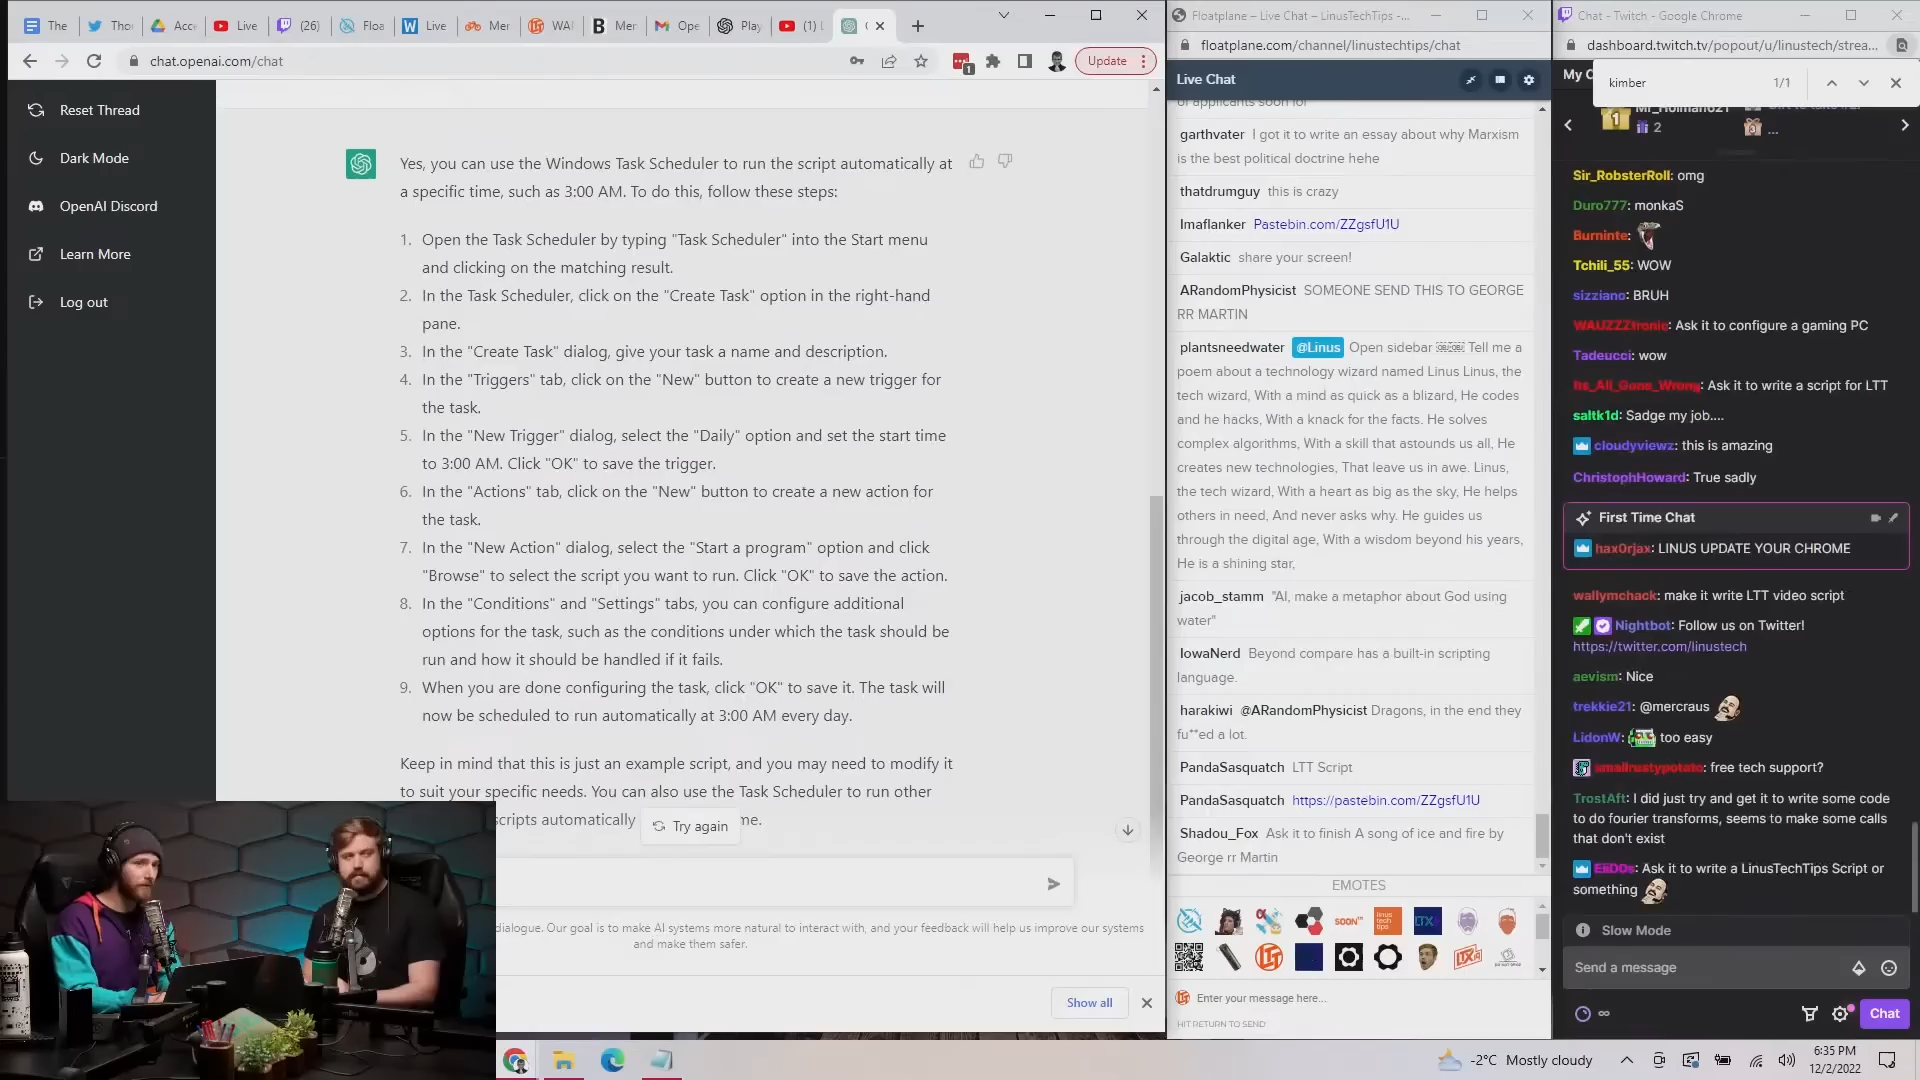 The
Tho
Acce
Live
(26)
Floa
Live
Mer
WA
Mer
Ope
Play
(1) L
chat.openai.com/chat
Update
Reset Thread
Dark Mode
OpenAI Discord
Learn More
Log out
Yes, you can use the Windows Task Scheduler to run the script automatically at
a specific time, such as 3:00 AM. To do this, follow these steps:
1. Open the Task Scheduler by typing "Task Scheduler" into the Start menu
and clicking on the matching result.
2. In the Task Scheduler, click on the "Create Task" option in the right-hand
pane.
3. In the "Create Task" dialog, give your task a name and description.
4. In the "Triggers" tab, click on the "New" button to create a new trigger for
the task.
5. In the "New Trigger" dialog, select the "Daily" option and set the start time
to 3:00 AM. Click "OK" to save the trigger.
6. In the "Actions" tab, click on the "New" button to create a new action for
the task.
7. In the "New Action" dialog, select the "Start a program" option and click
"Browse" to select the script you want to run. Click "OK" to save the action.
8. In the "Conditions" and "Settings" tabs, you can configure additional
options for the task, such as the conditions under which the task should be
run and how it should be handled if it fails.
9. When you are done configuring the task, click "OK" to save it. The task will
now be scheduled to run automatically at 3:00 AM every day.
Keep in mind that this is just an example script, and you may need to modify it
to suit your specific needs. You can also use the Task Scheduler to run other
scripts automatically
me.
Try again
dialogue. Our goal is to make AI systems more natural to interact with, and your feedback will help us improve our systems
and make them safer.
Show all
Floatplane – Live Chat – LinusTechTips -...
floatplane.com/channel/linustechtips/chat
Live Chat
of applicants soon lol
garthvater I got it to write an essay about why Marxism
is the best political doctrine hehe
thatdrumguy this is crazy
Imaflanker Pastebin.com/ZZgsfU1U
Galaktic share your screen!
ARandomPhysicist SOMEONE SEND THIS TO GEORGE
RR MARTIN
plantsneedwater @Linus Open sidebar Tell me a
poem about a technology wizard named Linus Linus, the
tech wizard, With a mind as quick as a blizard, He codes
and he hacks, With a knack for the facts. He solves
complex algorithms, With a skill that astounds us all, He
creates new technologies, That leave us in awe. Linus,
the tech wizard, With a heart as big as the sky, He helps
others in need, And never asks why. He guides us
through the digital age, With a wisdom beyond his years,
He is a shining star,
jacob_stamm "AI, make a metaphor about God using
water"
IowaNerd Beyond compare has a built-in scripting
language.
harakiwi @ARandomPhysicist Dragons, in the end they
fu**ed a lot.
PandaSasquatch LTT Script
PandaSasquatch https://pastebin.com/ZZgsfU1U
Shadou_Fox Ask it to finish A song of ice and fire by
George rr Martin
EMOTES
SOON
linus tech tips
LTX
Enter your message here...
HIT RETURN TO SEND
Chat - Twitch - Google Chrome
dashboard.twitch.tv/popout/u/linustech/strea...
My C
kimber 1/1
Mr_Holman621
1
2
...
Sir_RobsterRoll: omg
Duro777: monkaS
Burninte:
Tchili_55: WOW
sizziano: BRUH
WAUZZZtronic: Ask it to configure a gaming PC
Tadeucci: wow
Its_All_Gone_Wrong: Ask it to write a script for LTT
saltk1d: Sadge my job....
cloudyviewz: this is amazing
ChristophHoward: True sadly
First Time Chat
hax0rjax: LINUS UPDATE YOUR CHROME
wallymchack: make it write LTT video script
Nightbot: Follow us on Twitter!
https://twitter.com/linustech
aevism: Nice
trekkie21: @mercraus
LidonW: too easy
smallrustypotato: free tech support?
TrostAft: I did just try and get it to write some code
to do fourier transforms, seems to make some calls
that don't exist
EliDOs: Ask it to write a LinusTechTips Script or
something
Slow Mode
Send a message
Chat
-2°C Mostly cloudy
6:35 PM
12/2/2022